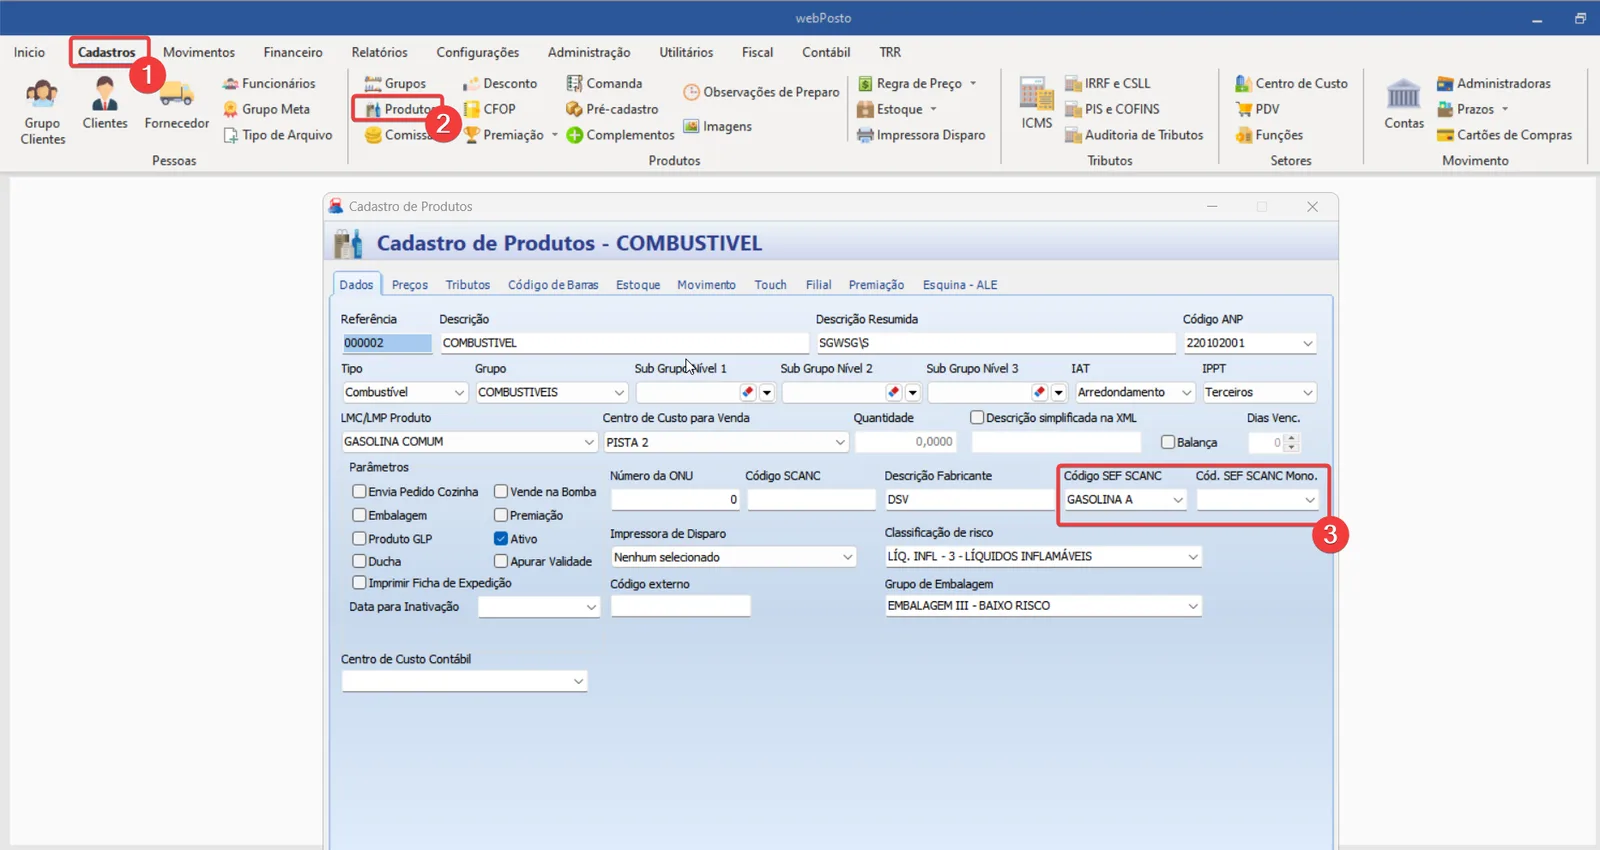 webPosto
Inicio Cadastros Movimentos Financeiro Relatórios Configurações Administração Utilitários Fiscal Contábil TRR
1
Grupo Clientes
Clientes
Fornecedor
Funcionários
Grupo Meta
Tipo de Arquivo
Pessoas
Grupos
Produtos
2
Desconto
CFOP
Premiação
Comanda
Pré-cadastro
Complementos
Observações de Preparo
Imagens
Regra de Preço
Estoque
Impressora Disparo
Produtos
ICMS
IRRF e CSLL
PIS e COFINS
Auditoria de Tributos
Tributos
Centro de Custo
PDV
Funções
Setores
Contas
Administradoras
Prazos
Cartões de Compras
Movimento
Cadastro de Produtos
Cadastro de Produtos - COMBUSTIVEL
Dados Preços Tributos Código de Barras Estoque Movimento Touch Filial Premiação Esquina - ALE
Referência Descrição Descrição Resumida Código ANP
000002 COMBUSTIVEL SGWSG\S 220102001
Tipo Grupo Sub Grupo Nível 1 Sub Grupo Nível 2 Sub Grupo Nível 3 IAT IPPT
Combustível COMBUSTIVEIS Arredondamento Terceiros
LMC/LMP Produto Centro de Custo para Venda Quantidade Descrição simplificada na XML Dias Venc.
GASOLINA COMUM PISTA 2 0,0000 Balança 0
Parâmetros
Envia Pedido Cozinha Vende na Bomba
Embalagem Premiação
Produto GLP Ativo
Ducha Apurar Validade
Imprimir Ficha de Expedição
Data para Inativação
Número da ONU Código SCANC Descrição Fabricante Código SEF SCANC Cód. SEF SCANC Mono.
0 DSV GASOLINA A
3
Impressora de Disparo Classificação de risco
Nenhum selecionado LÍQ. INFL - 3 - LÍQUIDOS INFLAMÁVEIS
Código externo Grupo de Embalagem
EMBALAGEM III - BAIXO RISCO
Centro de Custo Contábil